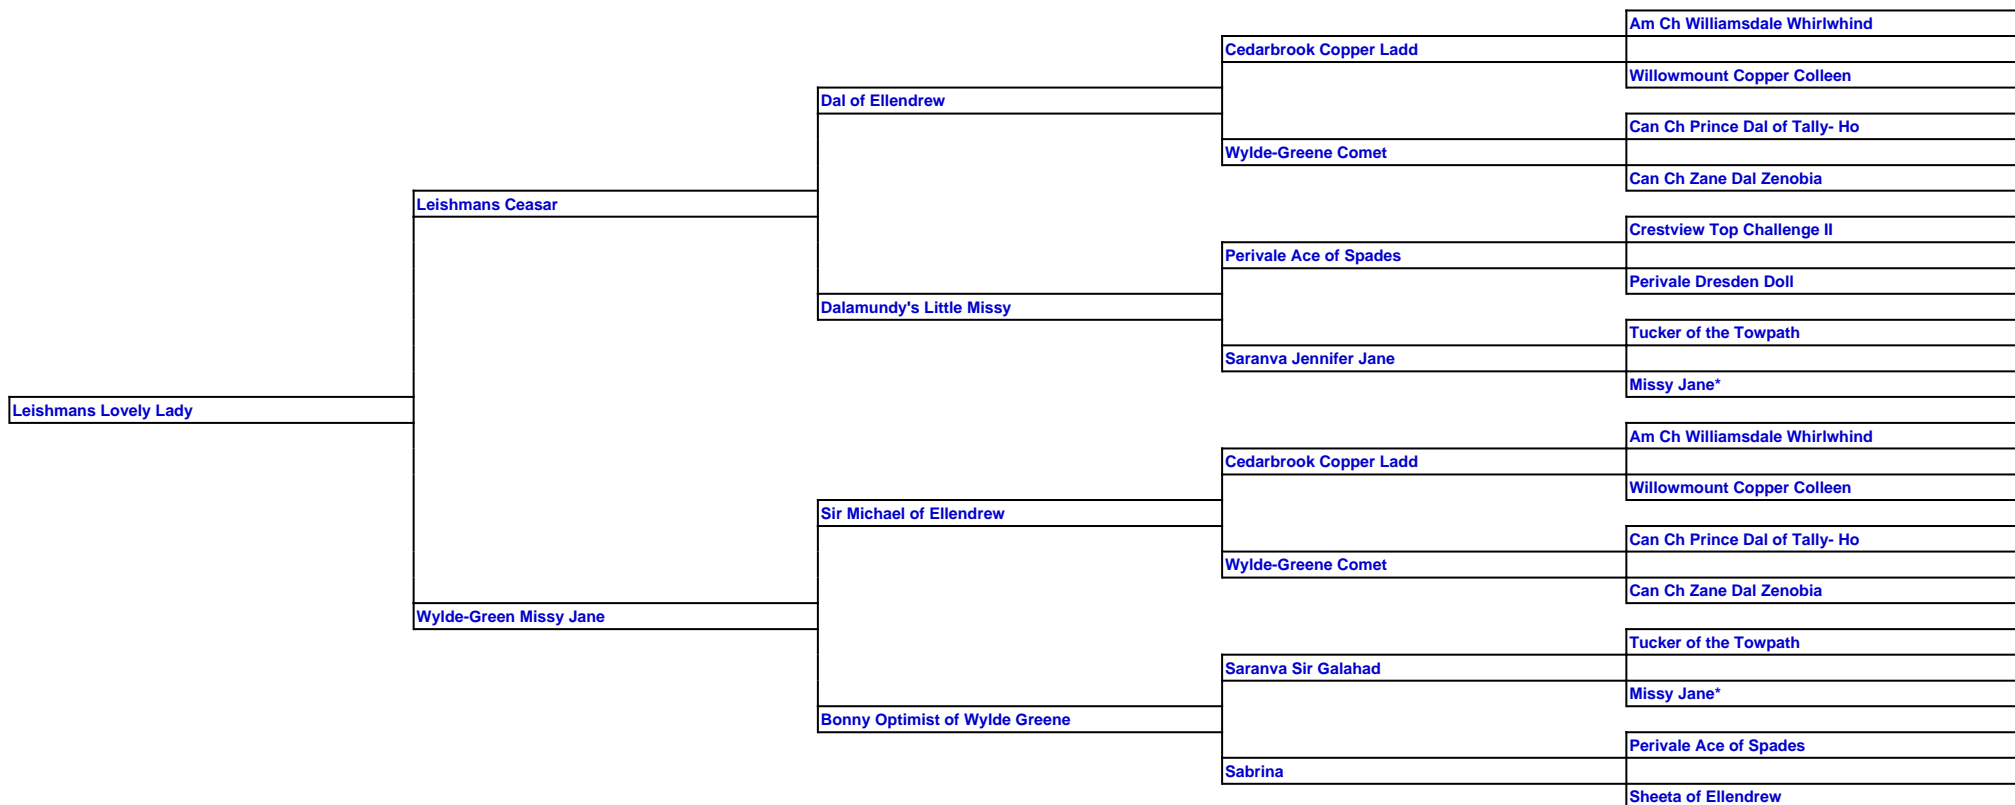 Am Ch Williamsdale Whirlwhind
Cedarbrook Copper Ladd
Willowmount Copper Colleen
Dal of Ellendrew
Can Ch Prince Dal of Tally- Ho
Wylde-Greene Comet
Can Ch Zane Dal Zenobia
Leishmans Ceasar
Crestview Top Challenge II
Perivale Ace of Spades
Perivale Dresden Doll
Dalamundy's Little Missy
Tucker of the Towpath
Saranva Jennifer Jane
Missy Jane*
Leishmans Lovely Lady
Am Ch Williamsdale Whirlwhind
Cedarbrook Copper Ladd
Willowmount Copper Colleen
Sir Michael of Ellendrew
Can Ch Prince Dal of Tally- Ho
Wylde-Greene Comet
Can Ch Zane Dal Zenobia
Wylde-Green Missy Jane
Tucker of the Towpath
Saranva Sir Galahad
Missy Jane*
Bonny Optimist of Wylde Greene
Perivale Ace of Spades
Sabrina
Sheeta of Ellendrew